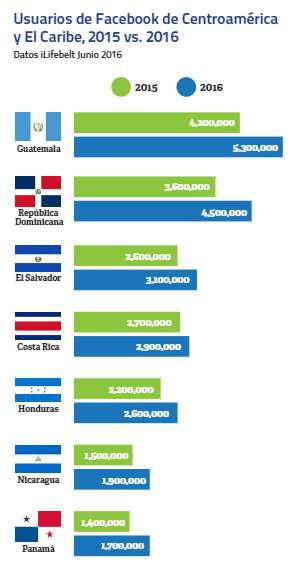 Usuarios de Facebook de Centroamérica
y El Caribe, 2015 vs. 2016
Datos iLifebelt Junio 2016
2015 2016
4,200,000
Guatemala
5,300,000
3,600,000
República
Dominicana
4,500,000
2,600,000
El Salvador
3,100,000
2,700,000
Costa Rica
2,900,000
2,200,000
Honduras
2,600,000
1,500,000
Nicaragua
1,900,000
1,400,000
Panamá
1,700,000